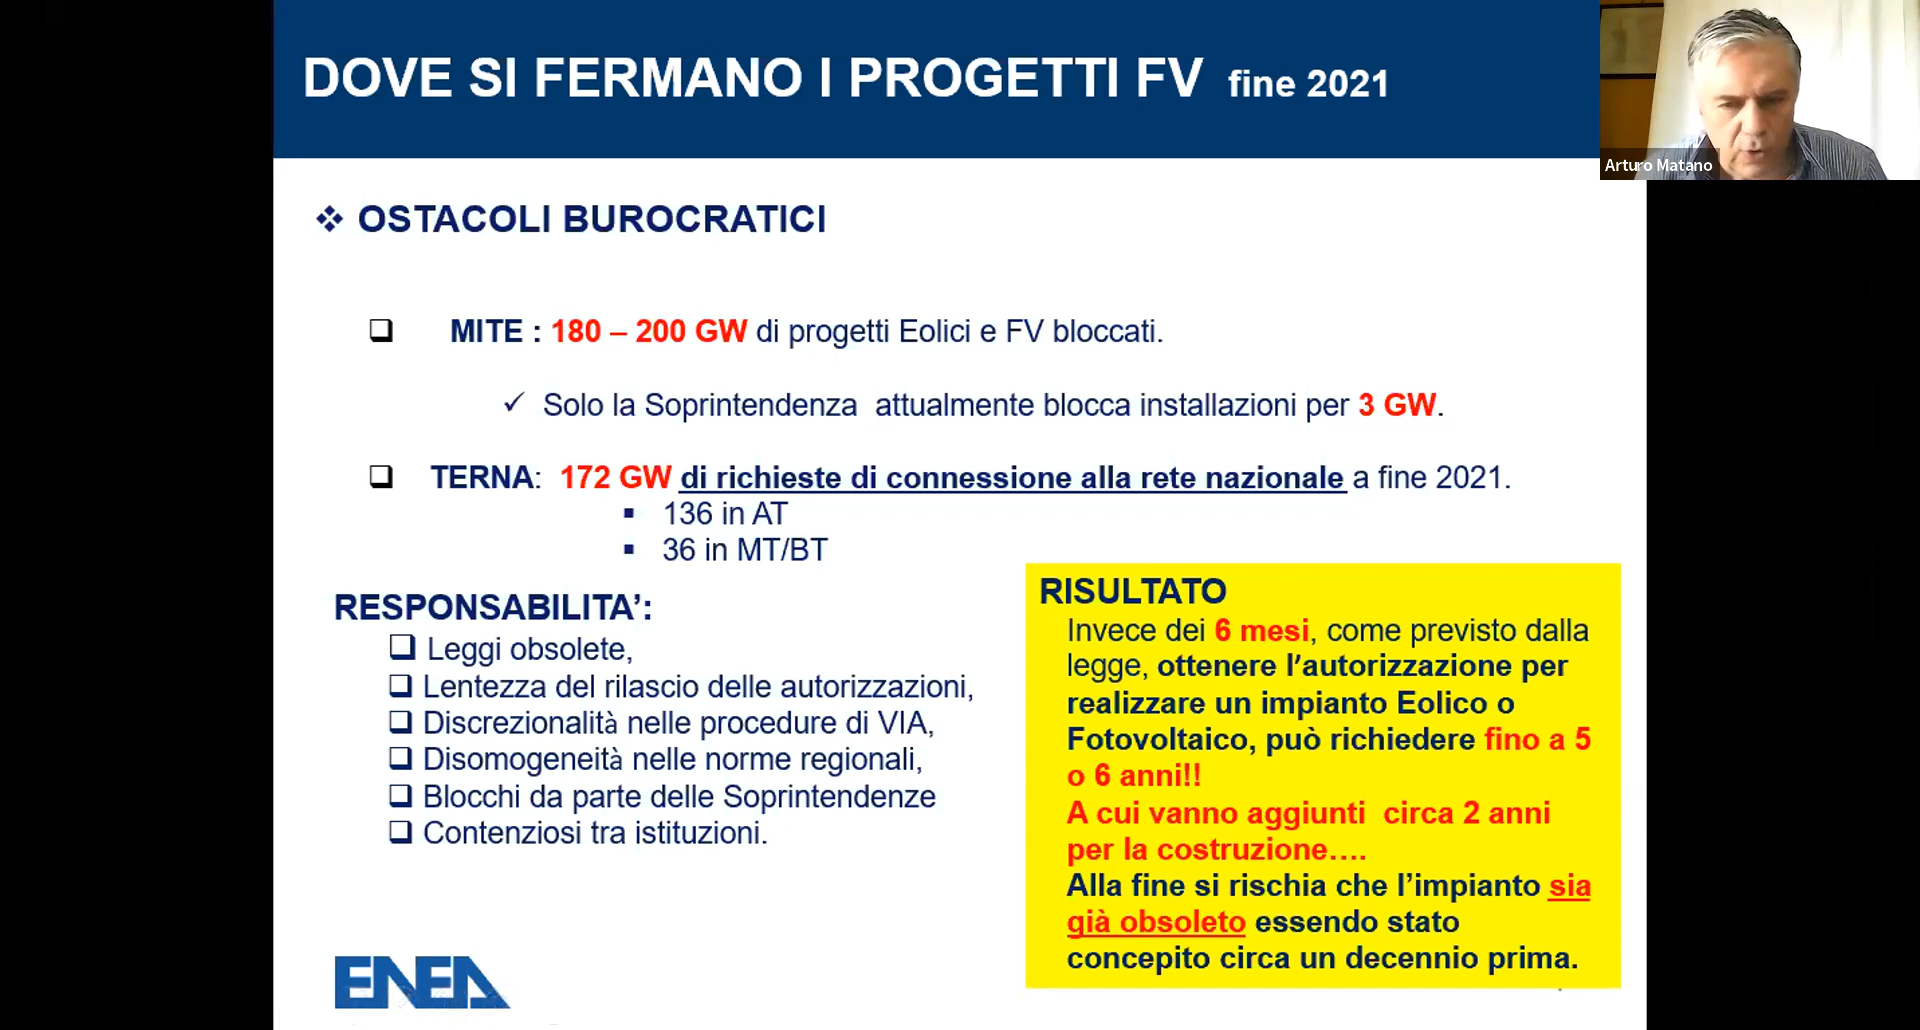 DOVE SI FERMANO I PROGETTI FV fine 2021
Arturo Matano
❖ OSTACOLI BUROCRATICI
❑ MITE : 180 – 200 GW di progetti Eolici e FV bloccati.
✓ Solo la Soprintendenza attualmente blocca installazioni per 3 GW.
❑ TERNA: 172 GW di richieste di connessione alla rete nazionale a fine 2021.
▪ 136 in AT
▪ 36 in MT/BT
RESPONSABILITA’:
❑ Leggi obsolete,
❑ Lentezza del rilascio delle autorizzazioni,
❑ Discrezionalità nelle procedure di VIA,
❑ Disomogeneità nelle norme regionali,
❑ Blocchi da parte delle Soprintendenze
❑ Contenziosi tra istituzioni.
RISULTATO
Invece dei 6 mesi, come previsto dalla
legge, ottenere l’autorizzazione per
realizzare un impianto Eolico o
Fotovoltaico, può richiedere fino a 5
o 6 anni!!
A cui vanno aggiunti circa 2 anni
per la costruzione….
Alla fine si rischia che l’impianto sia
già obsoleto essendo stato
concepito circa un decennio prima.
ENEA